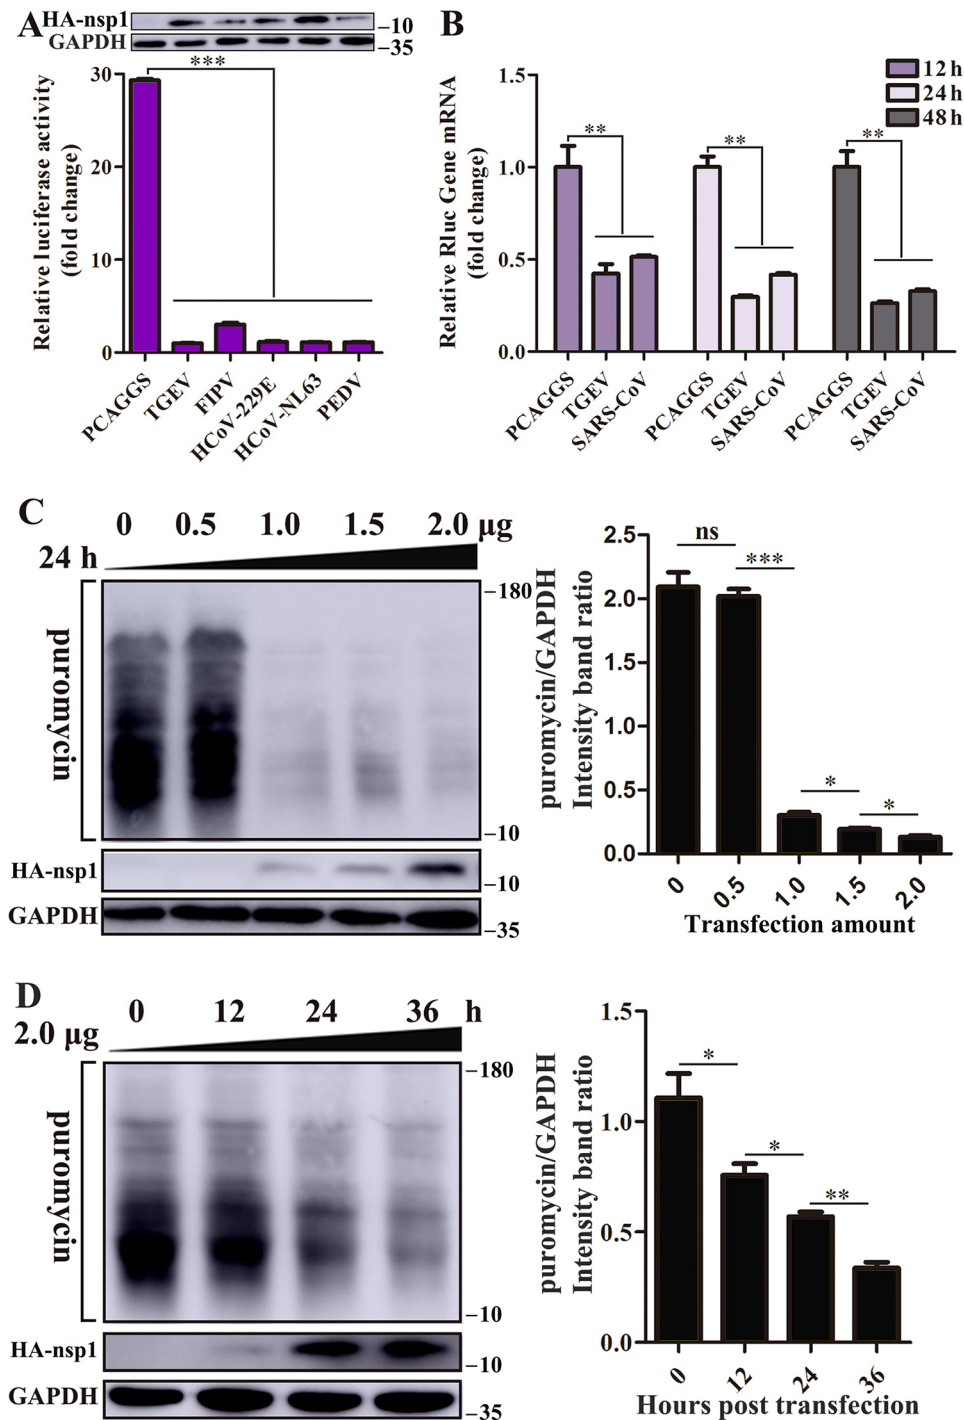 A
HA-nsp1
–10
GAPDH
–35
Relative luciferase activity
(fold change)
30
20
10
0
***
PCAGGS
TGEV
FIPV
HCoV-229E
HCoV-NL63
PEDV
B
Relative Rluc Gene mRNA
(fold change)
1.5
1.0
0.5
0.0
12 h
24 h
48 h
**
**
**
PCAGGS
TGEV
SARS-CoV
PCAGGS
TGEV
SARS-CoV
PCAGGS
TGEV
SARS-CoV
C
0 0.5 1.0 1.5 2.0 µg
24 h
puromycin
–180
–10
HA-nsp1
–10
GAPDH
–35
puromycin/GAPDH
Intensity band ratio
2.5
2.0
1.5
1.0
0.5
0.0
ns
***
*
*
0 0.5 1.0 1.5 2.0
Transfection amount
D
0 12 24 36 h
2.0 µg
puromycin
–180
–10
HA-nsp1
–10
GAPDH
–35
puromycin/GAPDH
Intensity band ratio
1.5
1.0
0.5
0.0
*
*
**
0 12 24 36
Hours post transfection